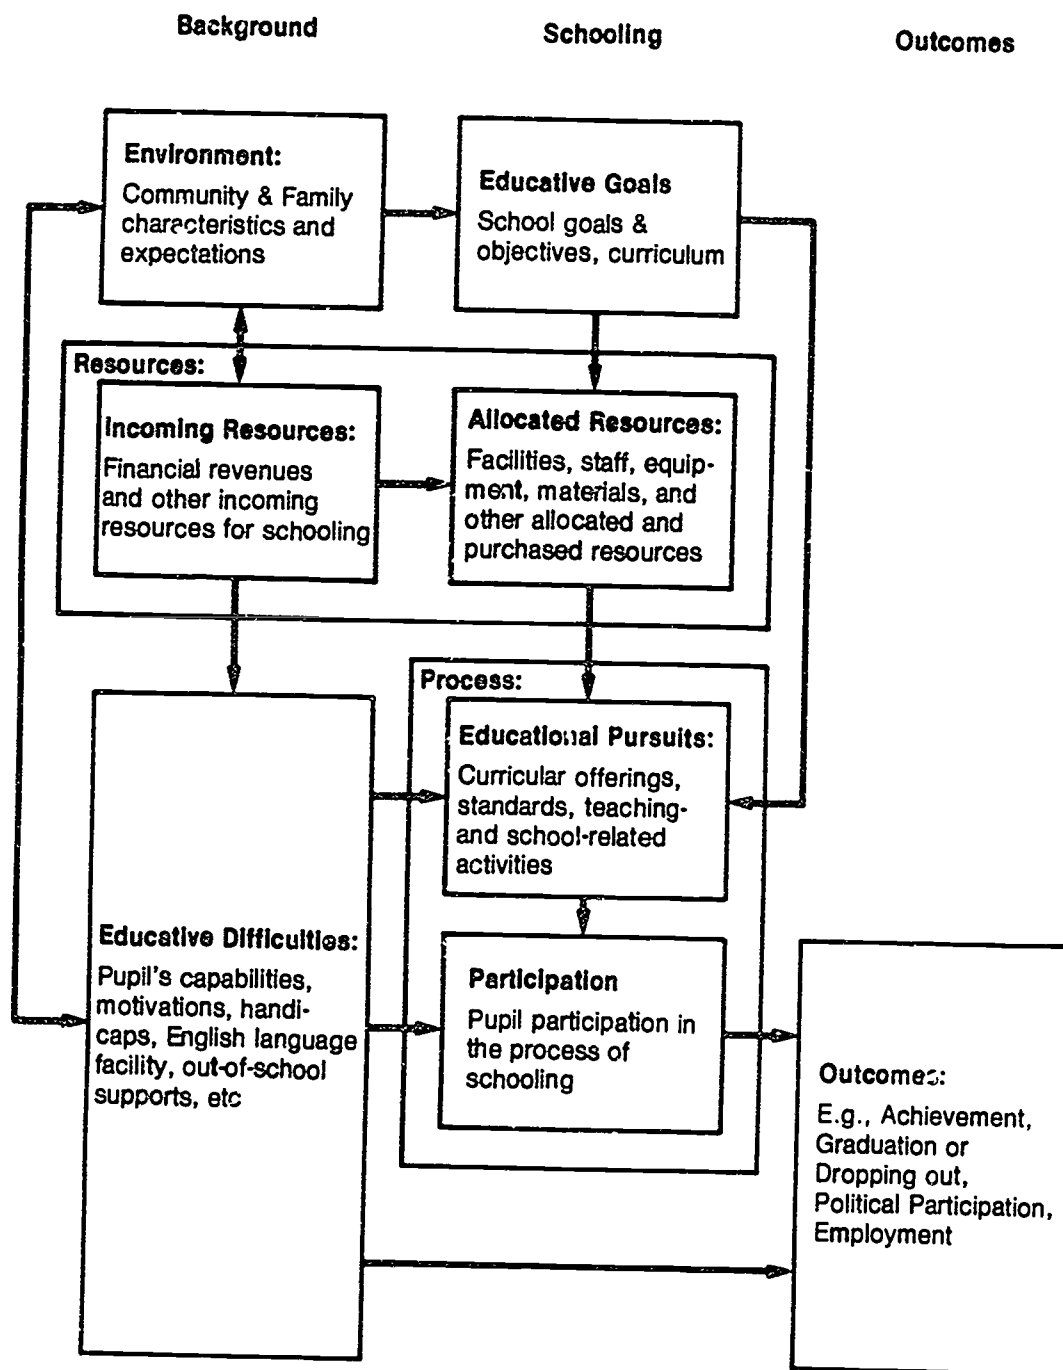 Background
Schooling
Outcomes
Environment:
Community & Family
characteristics and
expectations
Educative Goals
School goals &
objectives, curriculum
Resources:
Incoming Resources:
Financial revenues
and other incoming
resources for schooling
Allocated Resources:
Facilities, staff, equip-
ment, materials, and
other allocated and
purchased resources
Process:
Educational Pursuits:
Curricular offerings,
standards, teaching-
and school-related
activities
Educative Difficulties:
Pupil's capabilities,
motivations, handi-
caps, English language
facility, out-of-school
supports, etc
Participation
Pupil participation in
the process of
schooling
Outcomes:
E.g., Achievement,
Graduation or
Dropping out,
Political Participation,
Employment